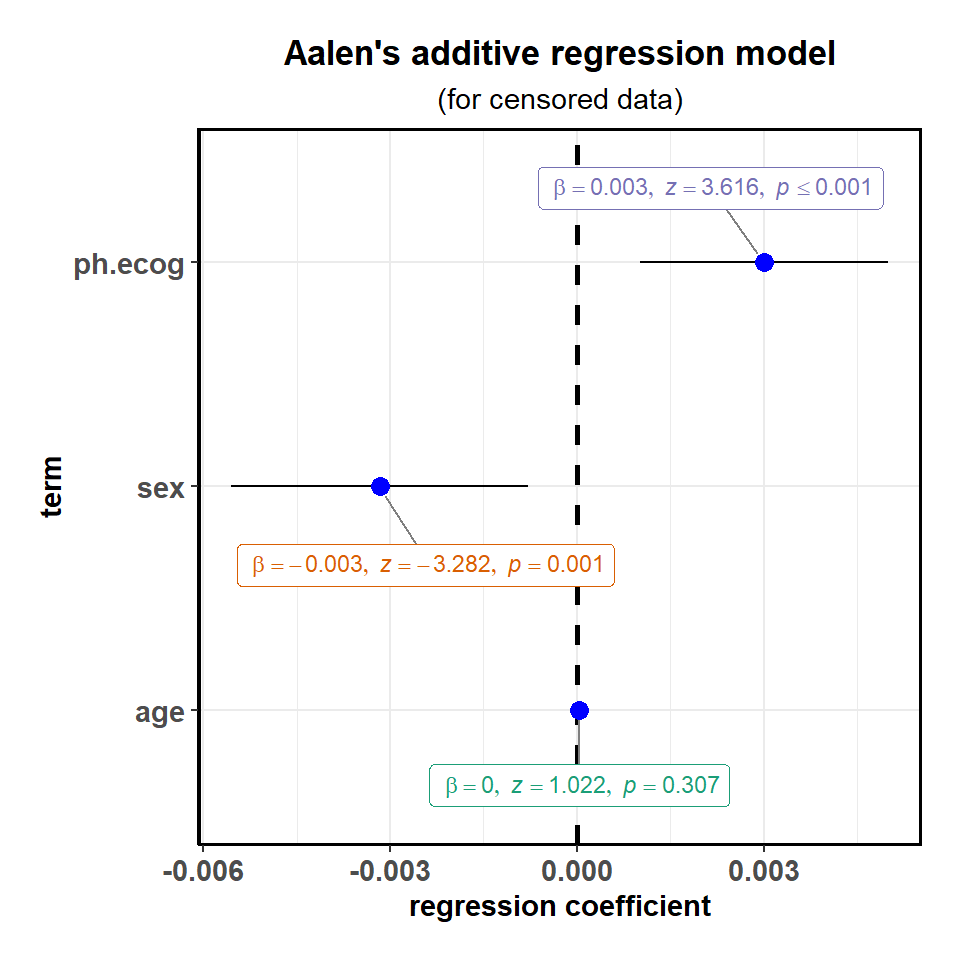 Aalen's additive regression model
(for censored data)
β = 0.003, z = 3.616, p ≤ 0.001
ph.ecog
term
sex
β = −0.003, z = −3.282, p = 0.001
age
β = 0, z = 1.022, p = 0.307
-0.006 -0.003 0.000 0.003
regression coefficient